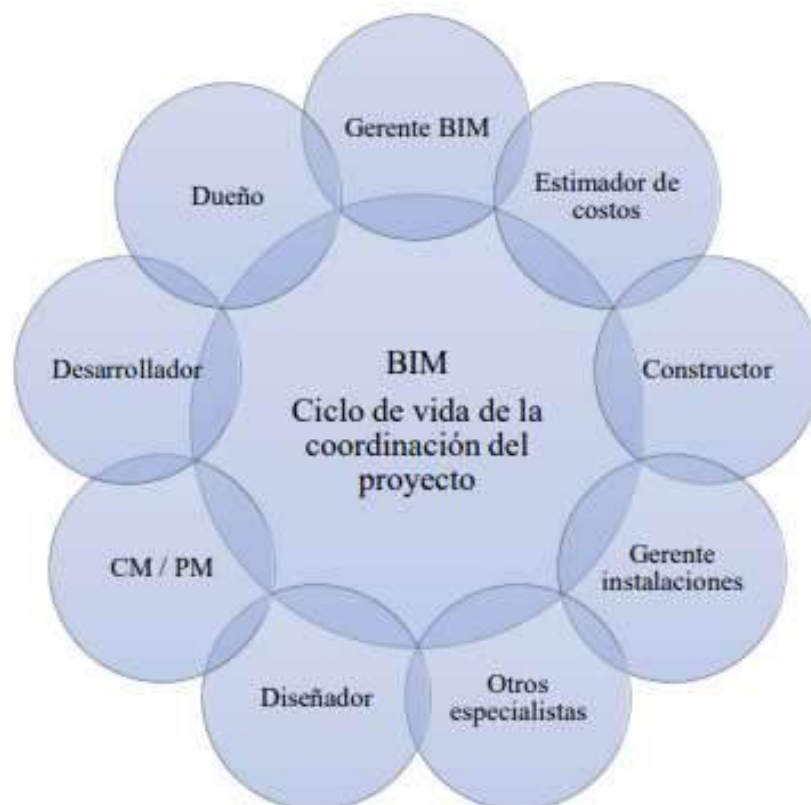 Gerente BIM
Estimador de
costos
Constructor
Gerente
instalaciones
Otros
especialistas
Diseñador
CM / PM
Desarrollador
Dueño
BIM
Ciclo de vida de la
coordinación del
proyecto